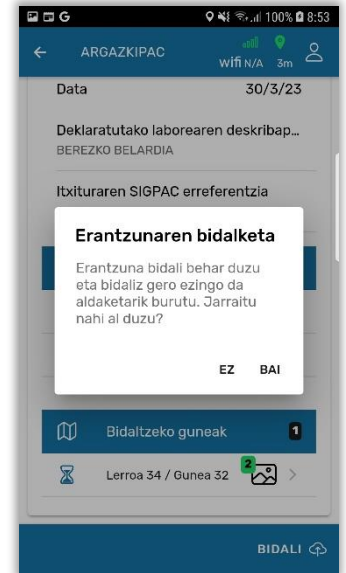 G 100% 8:53
ARGAZKIPAC wifi N/A 3m
Data 30/3/23
Deklaratutako laborearen deskribap...
BEREZKO BELARDIA
Itxituraren SIGPAC erreferentzia
Erantzunaren bidalketa
Erantzuna bidali behar duzu
eta bidaliz gero ezingo da
aldaketarik burutu. Jarraitu
nahi al duzu?
EZ BAI
Bidaltzeko guneak 1
Lerroa 34 / Gunea 32 2
BIDALI